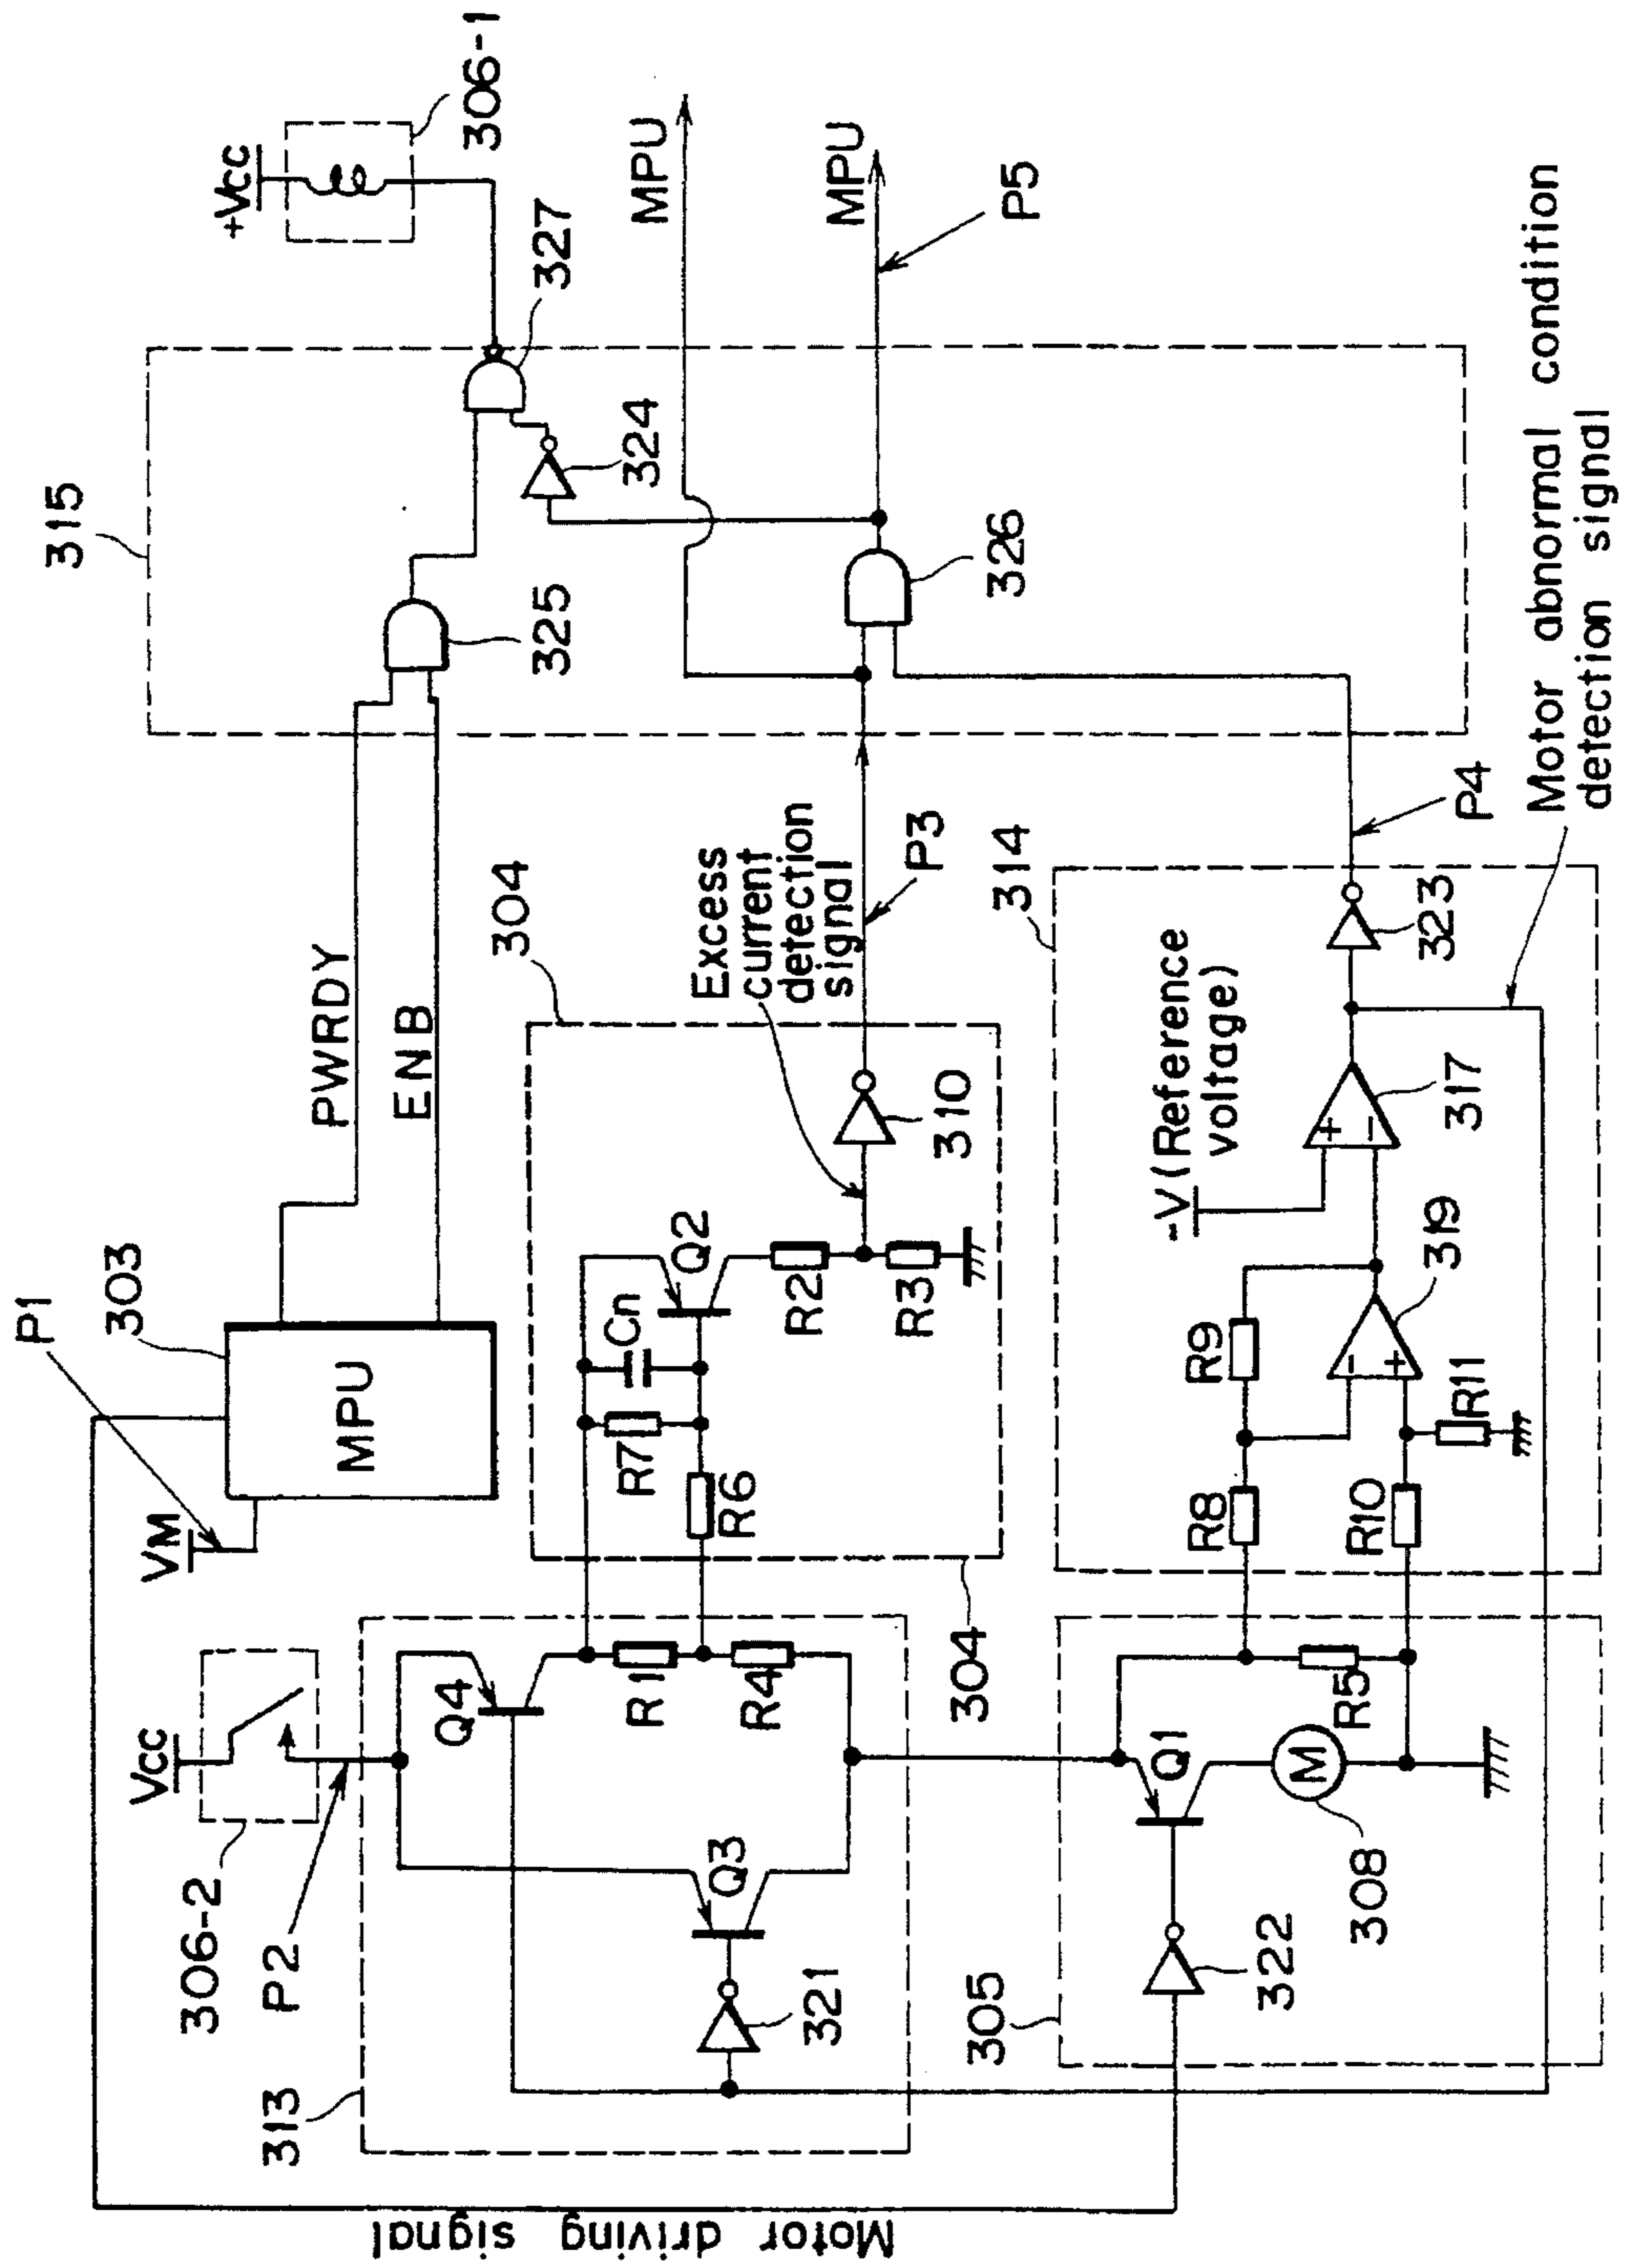 P1
303
VM
MPU
PWRDY
ENB
315
325
327
324
326
+Vcc
306-1
MPU
MPU
P5
Vcc
306-2
P2
313
Q4
Q3
321
R1
R4
304
304
R7
Cn
R6
Q2
R2
R3
310
Excess
current
detection
signal
P3
305
322
Q1
M
308
R5
314
R8
R9
R10
R11
319
-V (Reference
voltage)
317
323
P4
Motor abnormal condition
detection signal
Motor driving signal